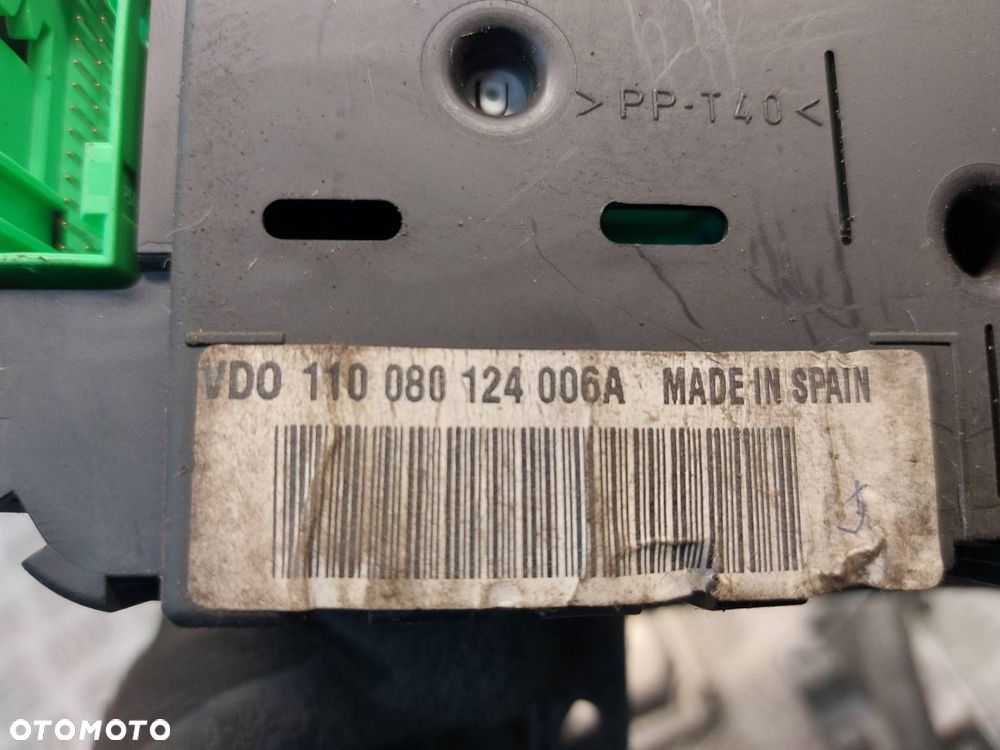 >PP-T40<
VDO 110 080 124 006A MADE IN SPAIN
OTOMOTO